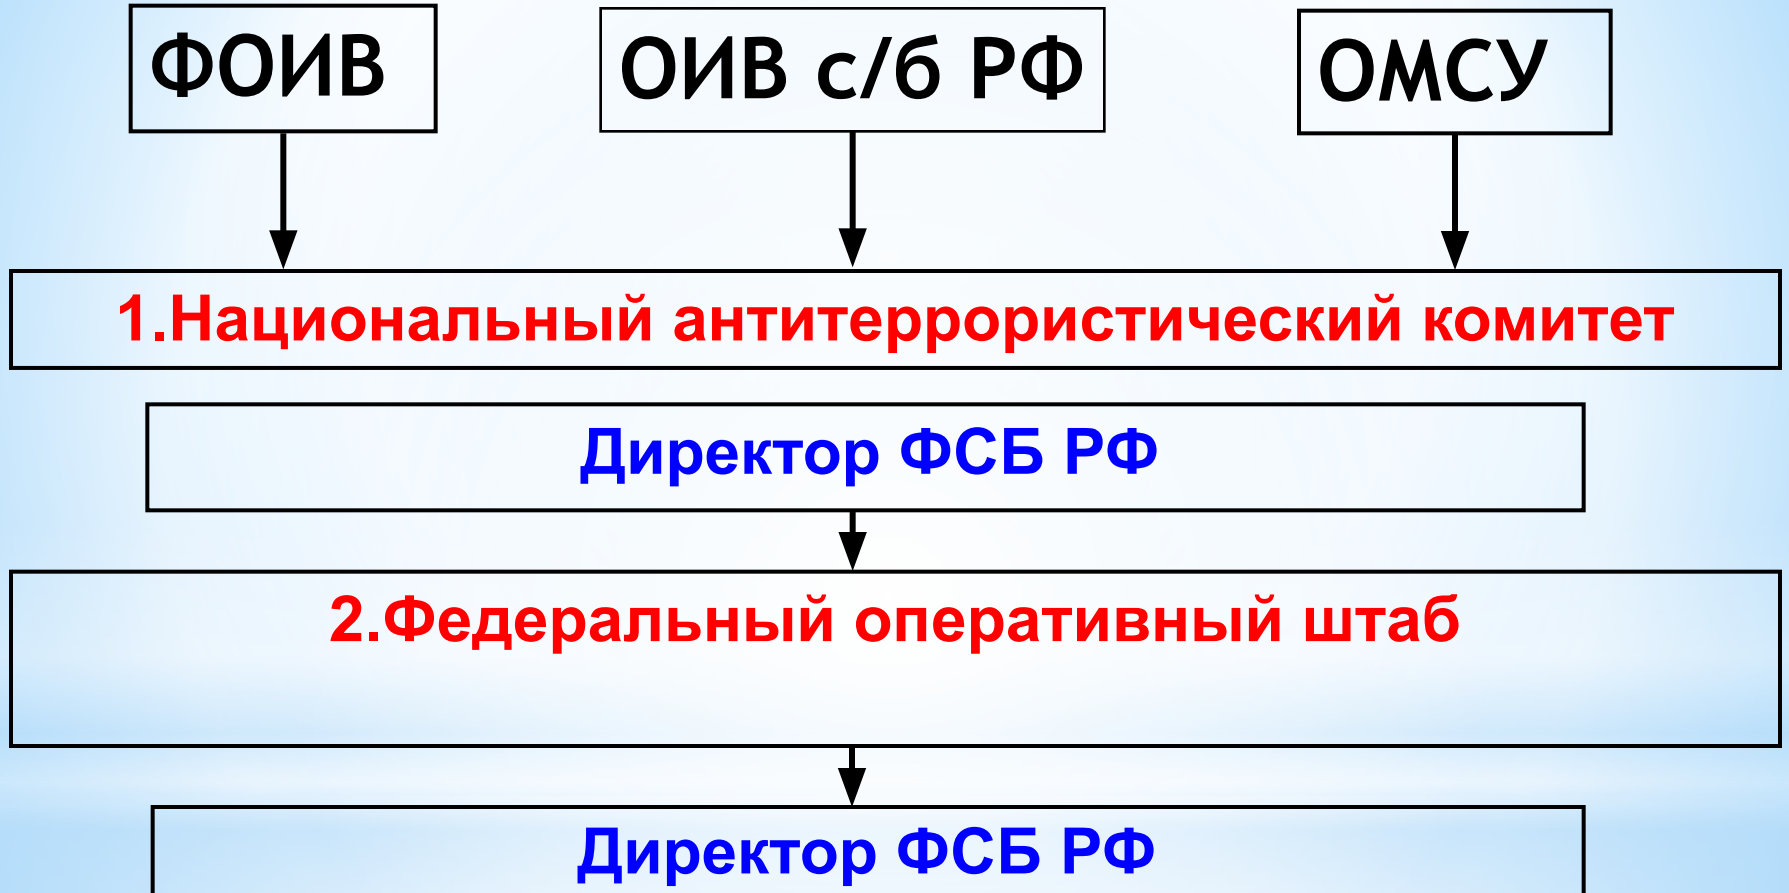 ФОИВ
ОИВ с/б РФ
ОМСУ
1.Национальный антитеррористический комитет
Директор ФСБ РФ
2.Федеральный оперативный штаб
Директор ФСБ РФ